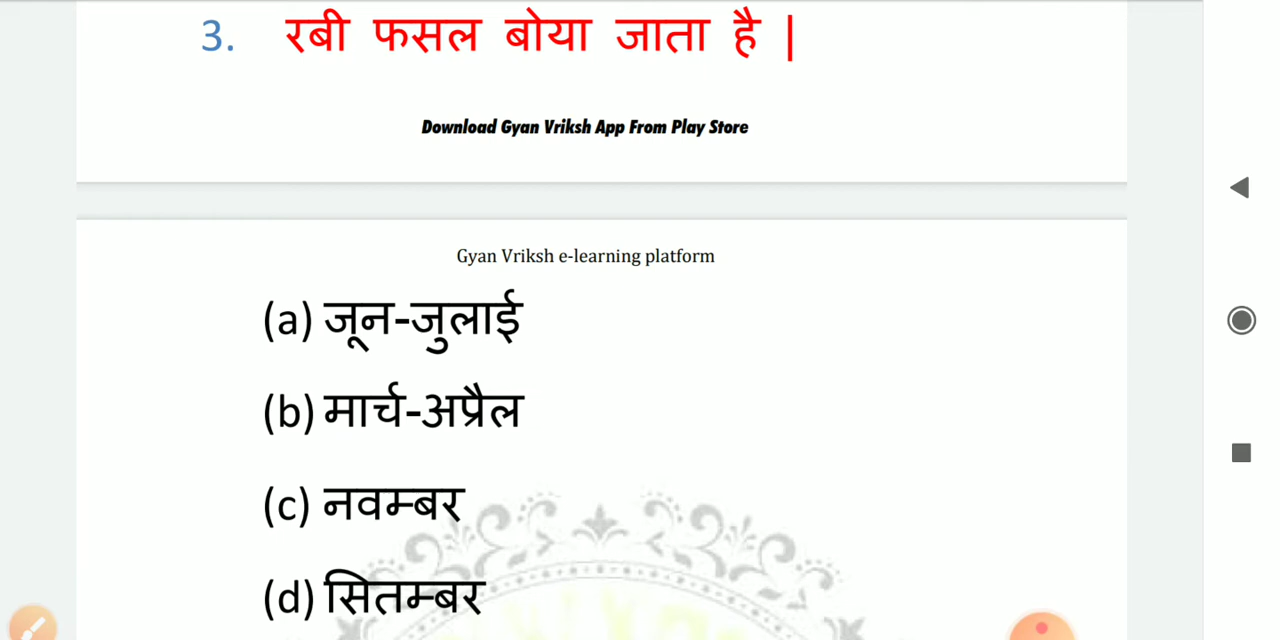 3. रबी फसल बोया जाता है |
Download Gyan Vriksh App From Play Store
Gyan Vriksh e-learning platform
(a) जून-जुलाई
(b) मार्च-अप्रैल
(c) नवम्बर
(d) सितम्बर